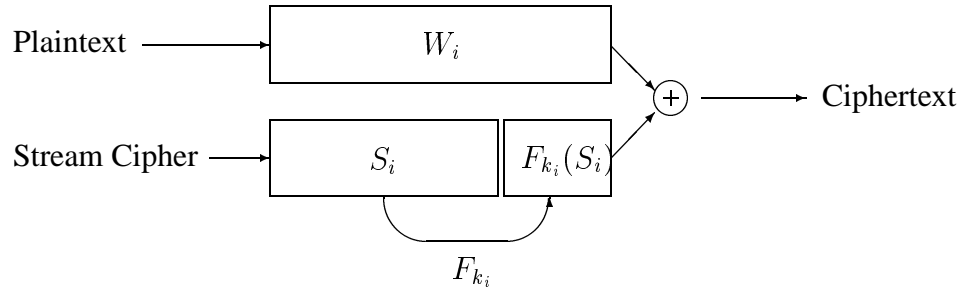 Plaintext
W_i
+
Ciphertext
Stream Cipher
S_i
F_{k_i}(S_i)
F_{k_i}